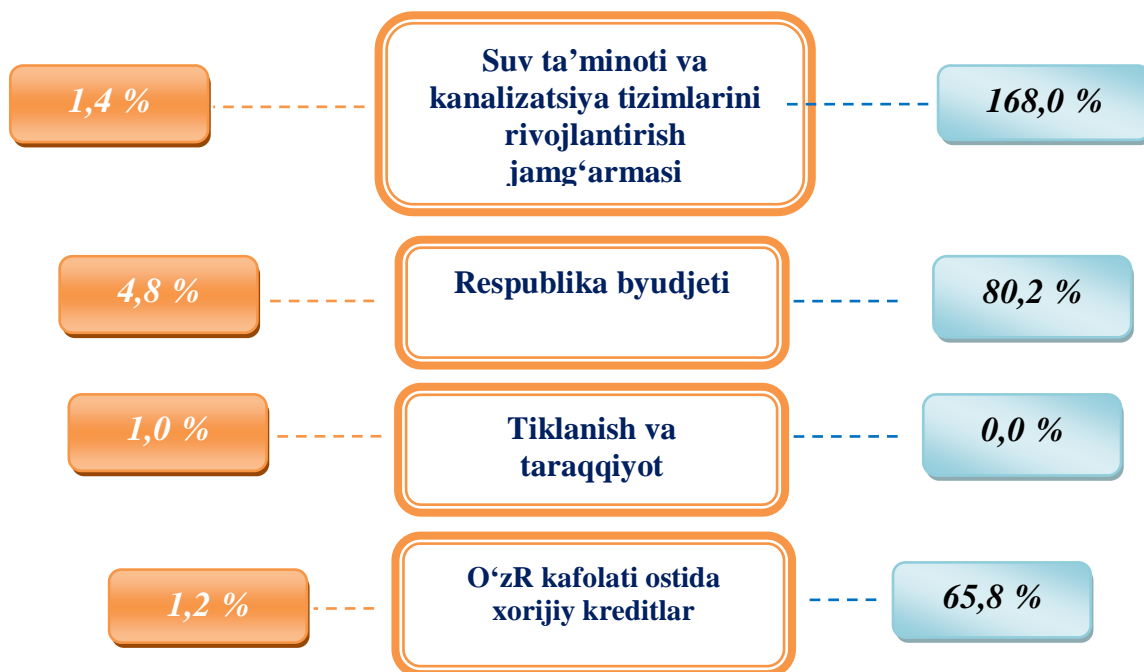 1,4 %
Suv ta’minoti va
kanalizatsiya tizimlarini
rivojlantirish
jamg‘armasi
168,0 %
4,8 %
Respublika byudjeti
80,2 %
1,0 %
Tiklanish va
taraqqiyot
0,0 %
1,2 %
O‘zR kafolati ostida
xorijiy kreditlar
65,8 %